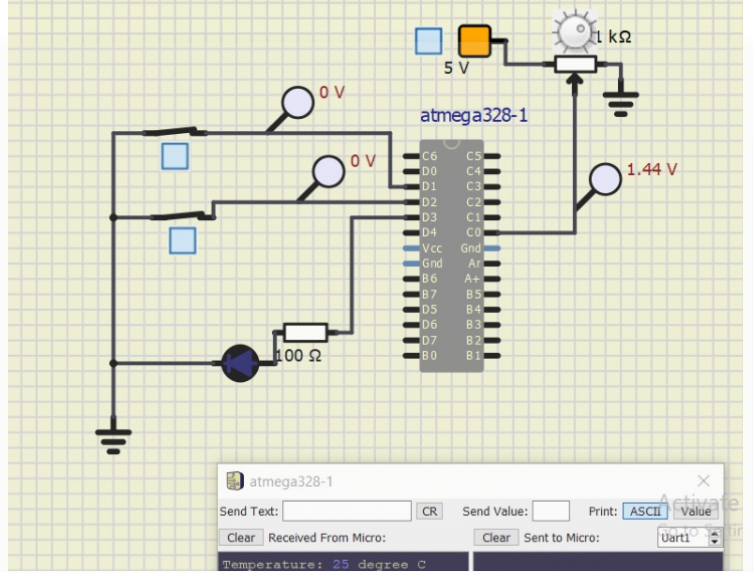 1 kΩ
5 V
0 V
atmega328-1
0 V
1.44 V
C6 C5
D0 C4
D1 C3
D2 C2
D3 C1
D4 C0
Vcc Gnd
Gnd Ar
B6 A+
B7 B5
D5 B4
D6 B3
D7 B2
B0 B1
100 Ω
atmega328-1
Activate
Send Text: CR Send Value: Print: ASCII Value
Go to Settin
Clear Received From Micro: Clear Sent to Micro: Uart1
Temperature: 25 degree C